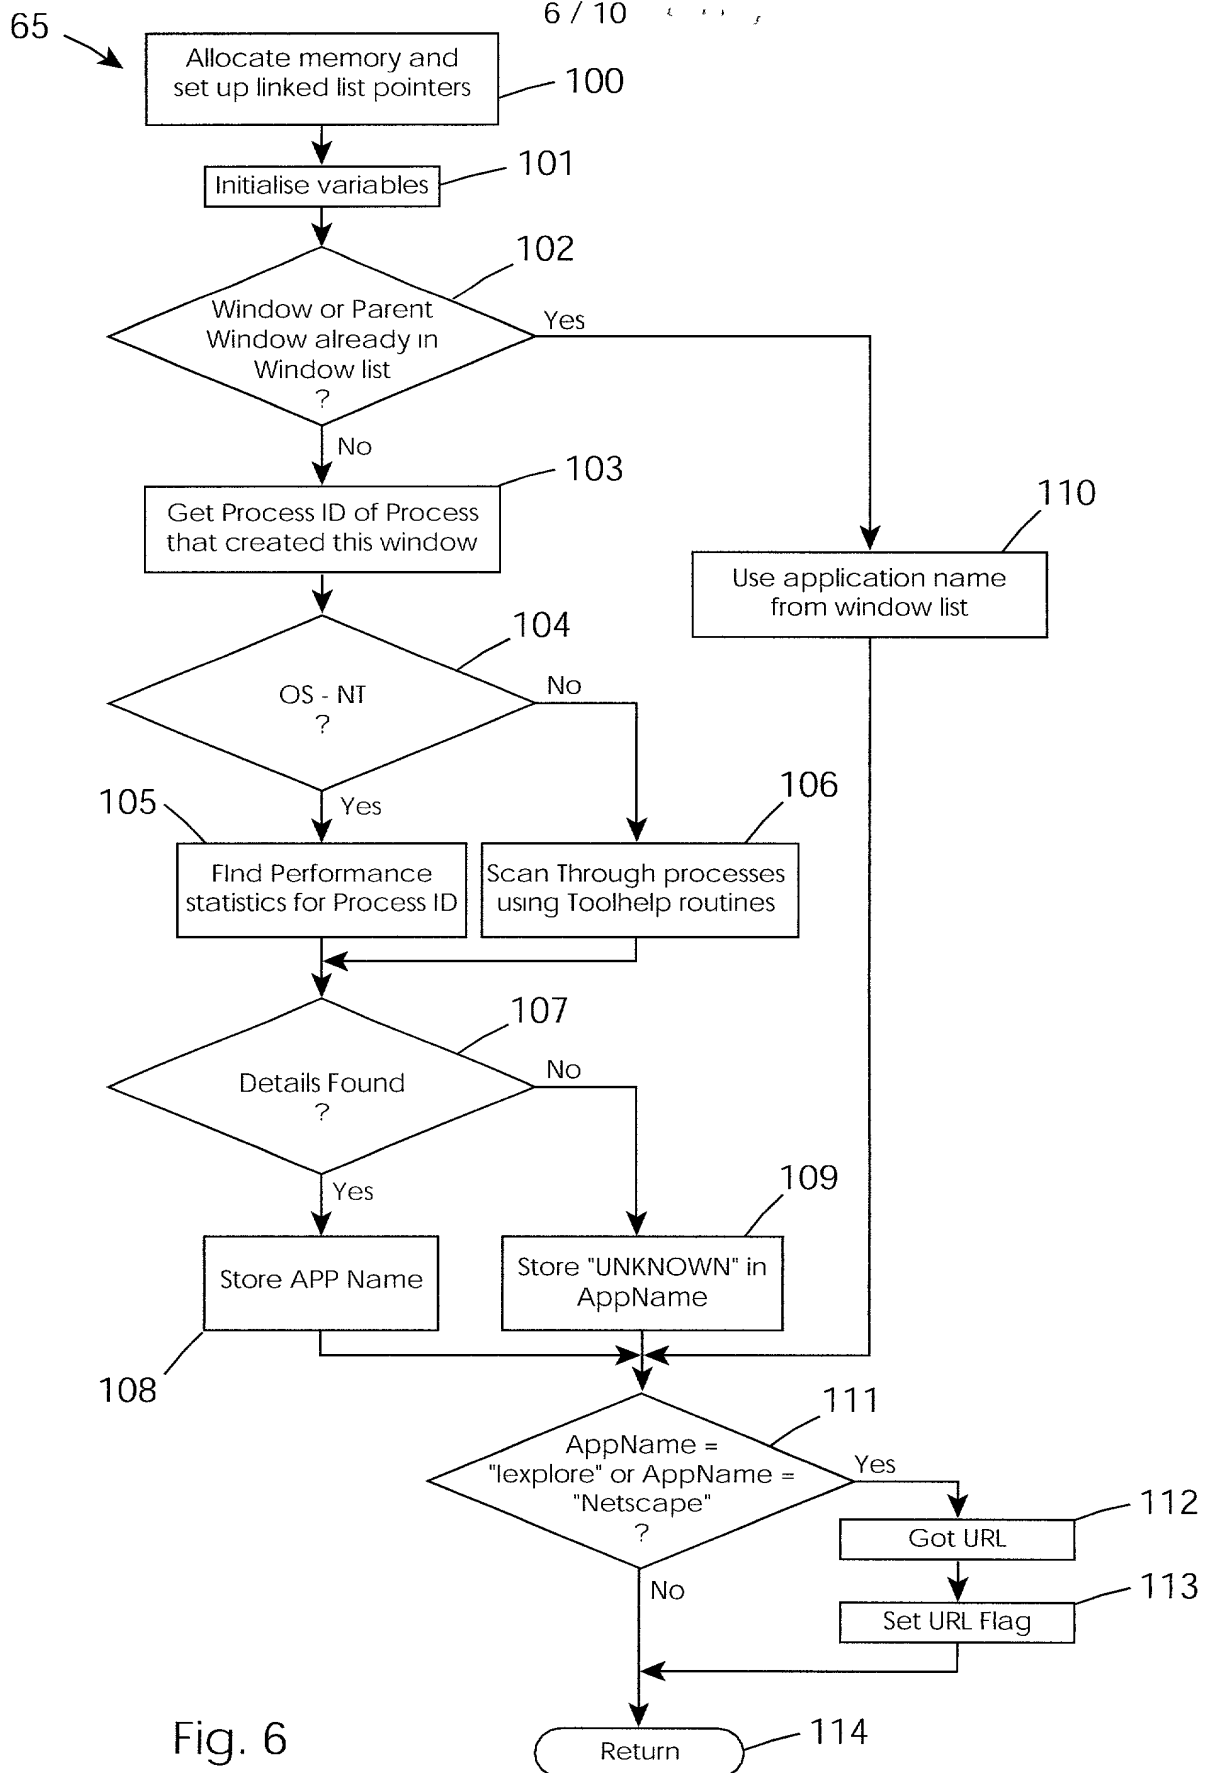 6 / 10
65
Allocate memory and
set up linked list pointers
100
Initialise variables
101
102
Window or Parent
Window already in
Window list
?
Yes
No
103
Get Process ID of Process
that created this window
110
Use application name
from window list
104
OS - NT
?
No
Yes
105
FInd Performance
statistics for Process ID
106
Scan Through processes
using Toolhelp routines
107
Details Found
?
No
Yes
Store APP Name
108
109
Store "UNKNOWN" in
AppName
111
AppName =
"Iexplore" or AppName =
"Netscape"
?
Yes
No
112
Got URL
113
Set URL Flag
Fig. 6
Return
114